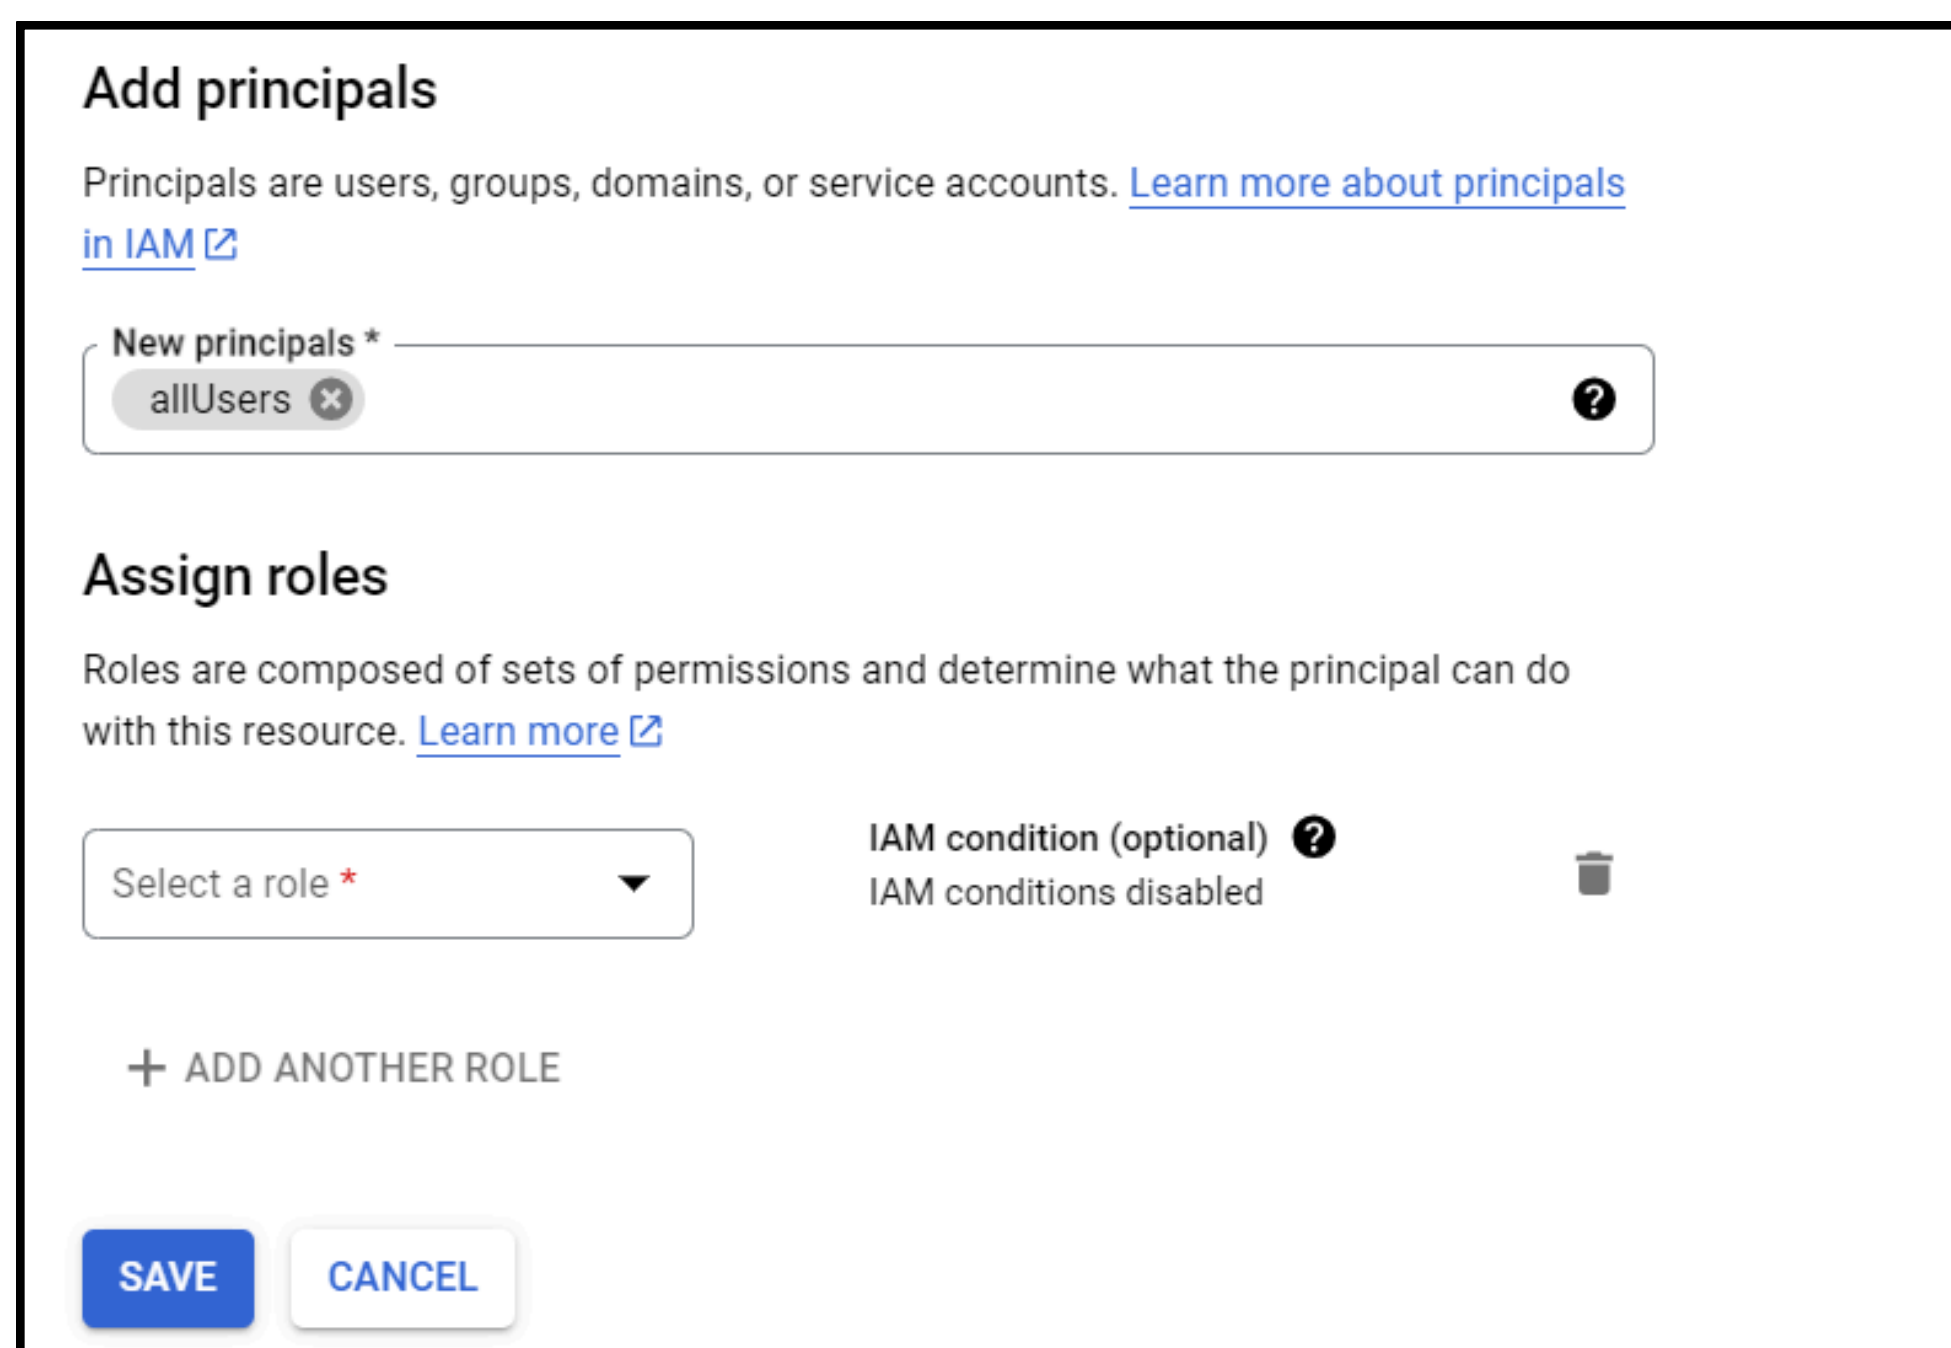 Add principals
Principals are users, groups, domains, or service accounts. Learn more about principals
in IAM
New principals *
allUsers
Assign roles
Roles are composed of sets of permissions and determine what the principal can do
with this resource. Learn more
Select a role *
IAM condition (optional)
IAM conditions disabled
+ ADD ANOTHER ROLE
SAVE CANCEL